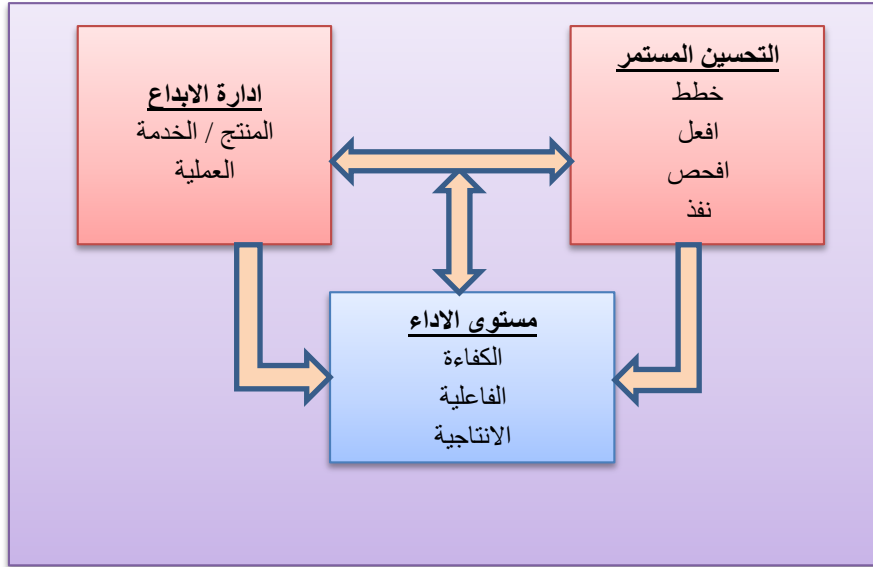 التحسين المستمر
خطط
افعل
افحص
نفذ
ادارة الابداع
المنتج / الخدمة
العملية
مستوى الاداء
الكفاءة
الفاعلية
الانتاجية